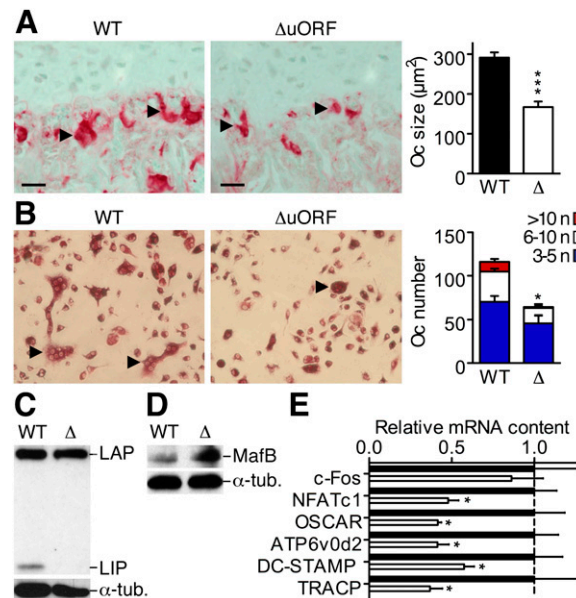 A
WT
ΔuORF
Oc size (µm²)
300
200
100
0
***
WT
Δ
B
WT
ΔuORF
>10 n
6-10 n
3-5 n
Oc number
150
100
50
0
*
WT
Δ
C
WT
Δ
LAP
LIP
α-tub.
D
WT
Δ
MafB
α-tub.
E
Relative mRNA content
0.0
0.5
1.0
c-Fos
NFATc1
*
OSCAR
*
ATP6v0d2
*
DC-STAMP
*
TRACP
*